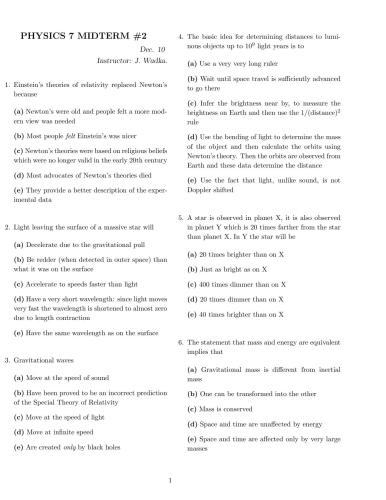 PHYSICS 7 MIDTERM #2
Dec. 10
Instructor: J. Wudka.
1. Einstein's theories of relativity replaced Newton's
because
(a) Newton's were old and people felt a more mod-
ern view was needed
(b) Most people felt Einstein's was nicer
(c) Newton's theories were based on religious beliefs
which were no longer valid in the early 20th century
(d) Most advocates of Newton's theories died
(e) They provide a better description of the exper-
imental data
2. Light leaving the surface of a massive star will
(a) Decelerate due to the gravitational pull
(b) Be redder (when detected in outer space) than
what it was on the surface
(c) Accelerate to speeds faster than light
(d) Have a very short wavelength: since light moves
very fast the wavelength is shortened to almost zero
due to length contraction
(e) Have the same wavelength as on the surface
3. Gravitational waves
(a) Move at the speed of sound
(b) Have been proved to be an incorrect prediction
of the Special Theory of Relativity
(c) Move at the speed of light
(d) Move at infinite speed
(e) Are created only by black holes
4. The basic idea for determining distances to lumi-
nous objects up to 10⁹ light years is to
(a) Use a very very long ruler
(b) Wait until space travel is sufficiently advanced
to go there
(c) Infer the brightness near by, to measure the
brightness on Earth and then use the 1/(distance)²
rule
(d) Use the bending of light to determine the mass
of the object and then calculate the orbits using
Newton's theory. Then the orbits are observed from
Earth and these data determine the distance
(e) Use the fact that light, unlike sound, is not
Doppler shifted
5. A star is observed in planet X, it is also observed
in planet Y which is 20 times farther from the star
than planet X. In Y the star will be
(a) 20 times brighter than on X
(b) Just as bright as on X
(c) 400 times dimmer than on X
(d) 20 times dimmer than on X
(e) 40 times brighter than on X
6. The statement that mass and energy are equivalent
implies that
(a) Gravitational mass is different from inertial
mass
(b) One can be transformed into the other
(c) Mass is conserved
(d) Space and time are unaffected by energy
(e) Space and time are affected only by very large
masses
1